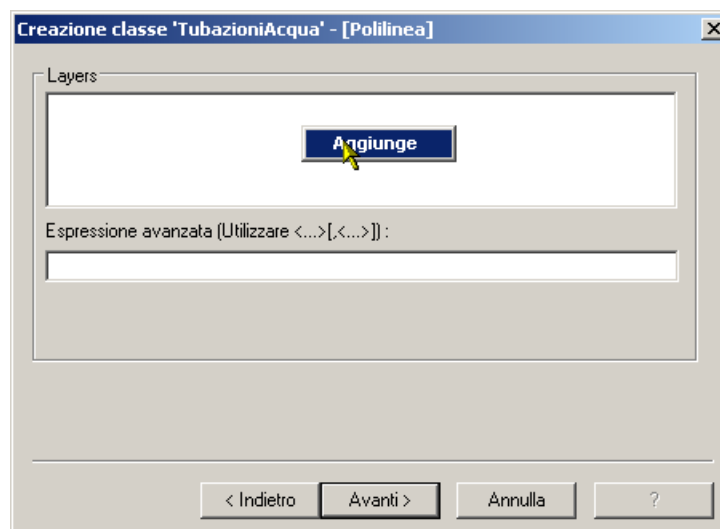 Creazione classe 'TubazioniAcqua' - [Polilinea]
Layers
Aggiunge
Espressione avanzata (Utilizzare <...>[,<...>]) :
< Indietro
Avanti >
Annulla
?